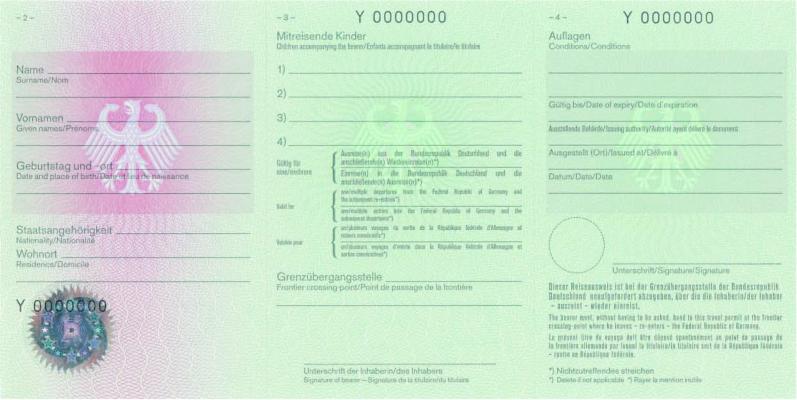 – 2 –
Name
Surname/Nom
Vornamen
Given names/Prénoms
Geburtstag und -ort
Date and place of birth/Date et lieu de naissance
Staatsangehörigkeit
Nationality/Nationalité
Wohnort
Residence/Domicile
Y 0000000
– 3 –
Y 0000000
Mitreisende Kinder
Children accompanying the bearer/Enfants accompagnant le titulaire/la titulaire
1)
2)
3)
4)
Gültig für
eine/mehrere
Ausreise(n) aus der Bundesrepublik Deutschland und die
anschließende(n) Wiedereinreise(n)*)
Einreise(n) in die Bundesrepublik Deutschland und die
anschließende(n) Ausreise(n)*)
Valid for
one/multiple departures from the Federal Republic of Germany and
the subsequent re-entries*)
one/multiple entries into the Federal Republic of Germany and the
subsequent departures*)
Valable pour
un/plusieurs voyages de sortie de la République fédérale d'Allemagne et
retours consécutifs*)
un/plusieurs voyages d'entrée dans la République fédérale d'Allemagne et
sorties consécutives*)
Grenzübergangsstelle
Frontier crossing-point/Point de passage de la frontière
Unterschrift der Inhaberin/des Inhabers
Signature of bearer – Signature de la titulaire/du titulaire
– 4 –
Y 0000000
Auflagen
Conditions/Conditions
Gültig bis/Date of expiry/Date d'expiration
Ausstellende Behörde/Issuing authority/Autorité ayant délivré le document
Ausgestellt (Ort)/Issued at/Délivré à
Datum/Date/Date
Unterschrift/Signature/Signature
Dieser Reiseausweis ist bei der Grenzübergangsstelle der Bundesrepublik
Deutschland unaufgefordert abzugeben, über die die Inhaberin/der Inhaber
– ausreist – wieder einreist.
The bearer must, without having to be asked, hand in this travel permit at the frontier
crossing-point where he leaves – re-enters – the Federal Republic of Germany.
Le présent titre de voyage doit être déposé spontanément au point de passage de
la frontière allemande par lequel la titulaire/le titulaire sort de la République fédérale
– rentre en République fédérale.
*) Nichtzutreffendes streichen
*) Delete if not applicable *) Rayer la mention inutile